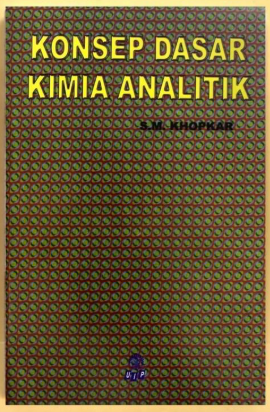 KONSEP DASAR
KIMIA ANALITIK
S.M. KHOPKAR